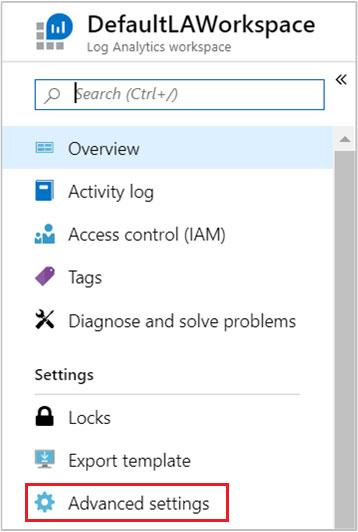 DefaultLAWorkspace
Log Analytics workspace
Search (Ctrl+/)
«
Overview
Activity log
Access control (IAM)
Tags
Diagnose and solve problems
Settings
Locks
Export template
Advanced settings